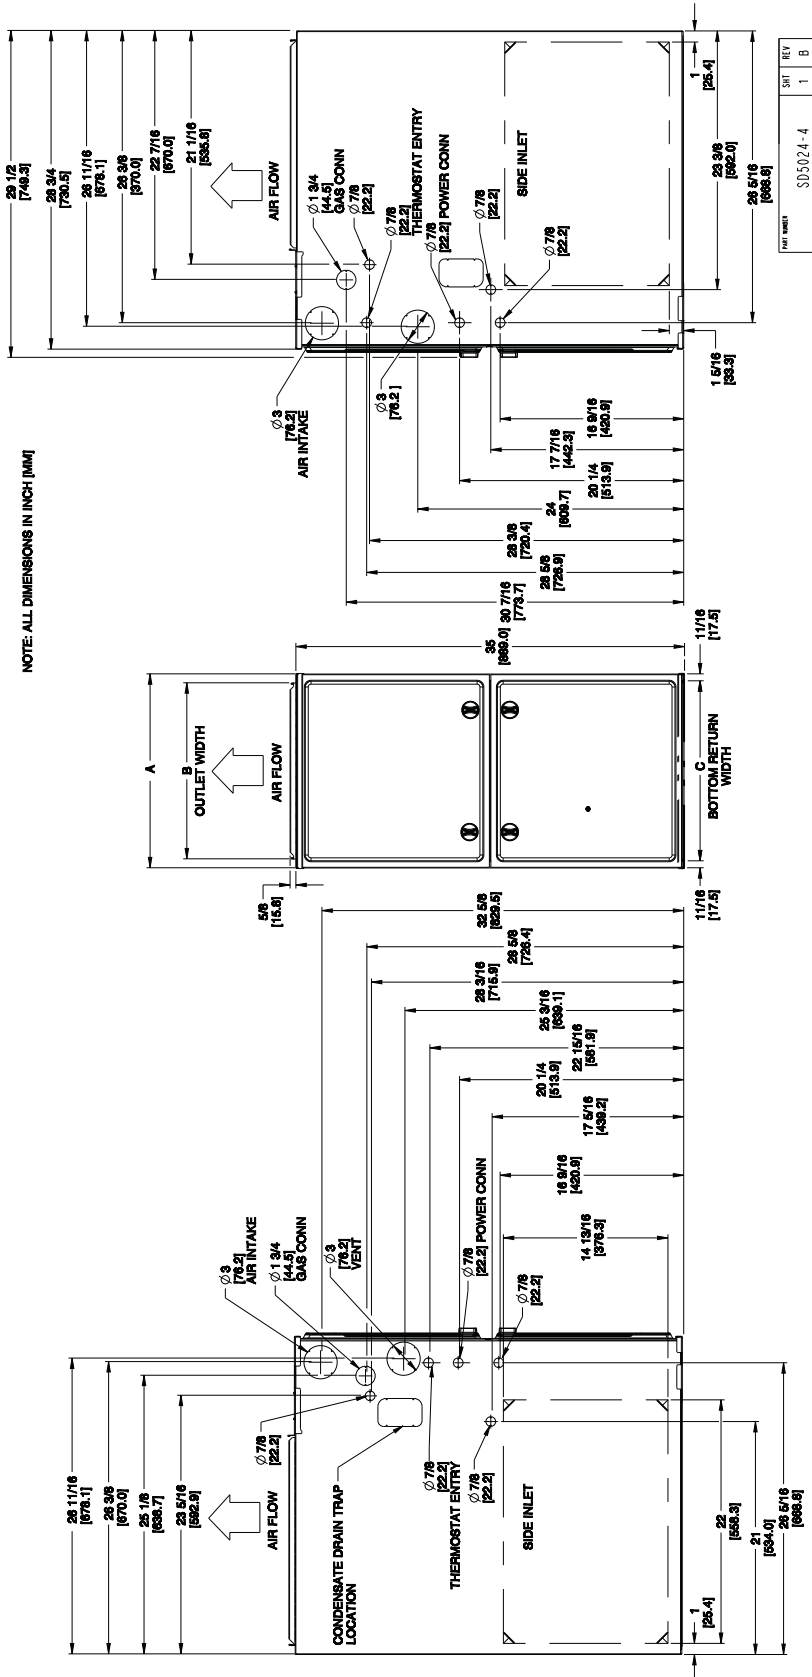 NOTE: ALL DIMENSIONS IN INCH [MM]
26 11/16
[678.1]
26 3/8
[670.0]
25 1/8
[638.7]
23 5/16
[592.9]
AIR FLOW
Ø 7/8
[22.2]
CONDENSATE DRAIN TRAP
LOCATION
Ø 7/8
[22.2]
THERMOSTAT ENTRY
Ø 7/8
[22.2]
SIDE INLET
1
[25.4]
22
[558.3]
21
[534.0]
26 5/16
[668.8]
Ø 3
[76.2]
AIR INTAKE
Ø 1 3/4
[44.5]
GAS CONN
Ø 3
[76.2]
VENT
Ø 7/8
[22.2] POWER CONN
Ø 7/8
[22.2]
14 13/16
[376.3]
16 9/16
[420.9]
17 5/16
[439.2]
20 1/4
[513.9]
22 15/16
[581.9]
25 3/16
[639.1]
28 3/16
[715.9]
28 5/8
[726.4]
32 5/8
[829.5]
A
B
OUTLET WIDTH
AIR FLOW
5/8
[15.8]
35
[889.0]
11/16
[17.5]
C
BOTTOM RETURN
WIDTH
11/16
[17.5]
29 1/2
[749.3]
28 3/4
[730.5]
26 11/16
[678.1]
26 3/8
[370.0]
22 7/16
[670.0]
21 1/16
[535.8]
AIR FLOW
Ø 1 3/4
[44.5]
GAS CONN
Ø 7/8
[22.2]
Ø 7/8
[22.2]
THERMOSTAT ENTRY
Ø 7/8
[22.2] POWER CONN
Ø 7/8
[22.2]
SIDE INLET
Ø 7/8
[22.2]
Ø 3
[76.2]
AIR INTAKE
Ø 3
[76.2 ]
30 7/16
[773.7]
28 5/8
[726.9]
28 3/8
[720.4]
24
[609.7]
20 1/4
[513.9]
17 7/16
[442.3]
16 9/16
[420.9]
1
[25.4]
23 3/8
[592.0]
26 5/16
[668.8]
1 5/16
[33.3]
PART NUMBER
SHT
REV
SD5024-4
1
B